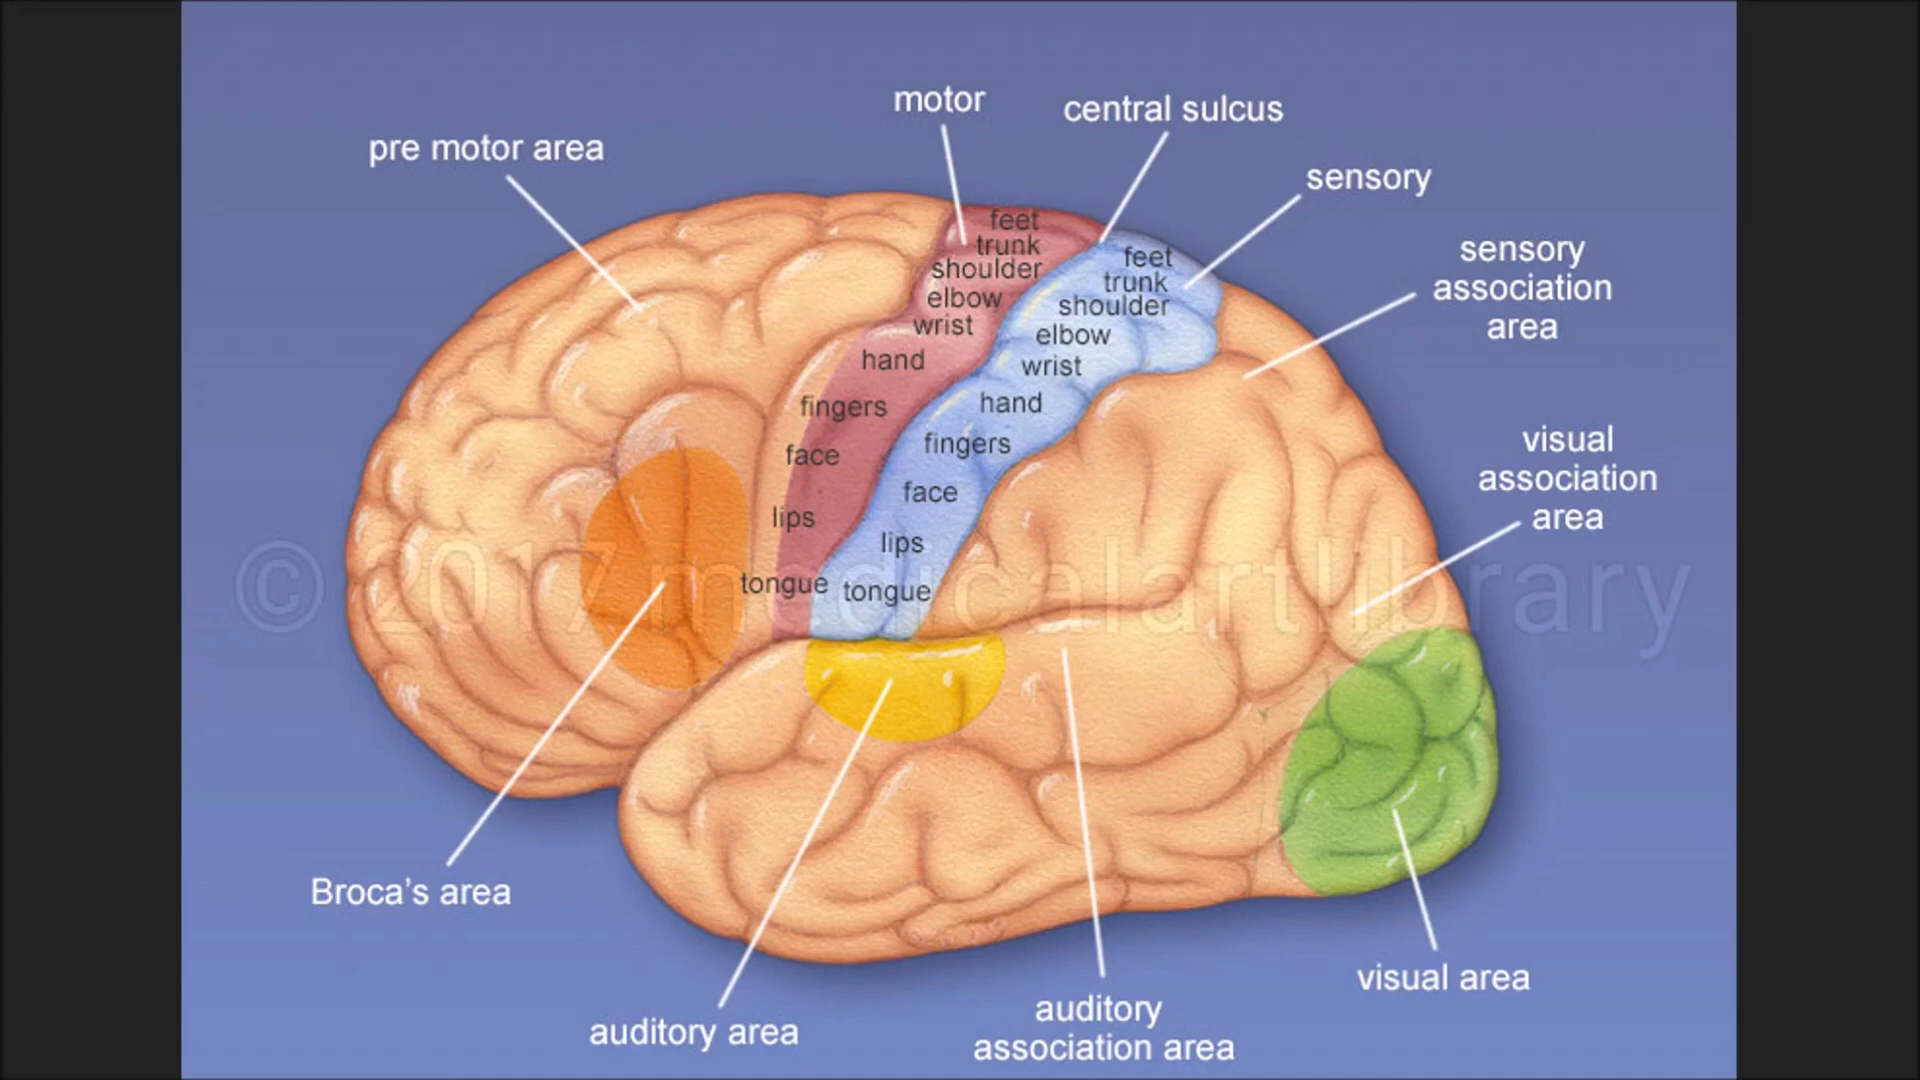 motor
central sulcus
pre motor area
sensory
sensory
association
area
feet
trunk
shoulder
elbow
wrist
hand
fingers
face
lips
tongue
feet
trunk
shoulder
elbow
wrist
hand
fingers
face
lips
tongue
visual
association
area
© 2017 medicalartlibrary
Broca's area
auditory area
auditory
association area
visual area